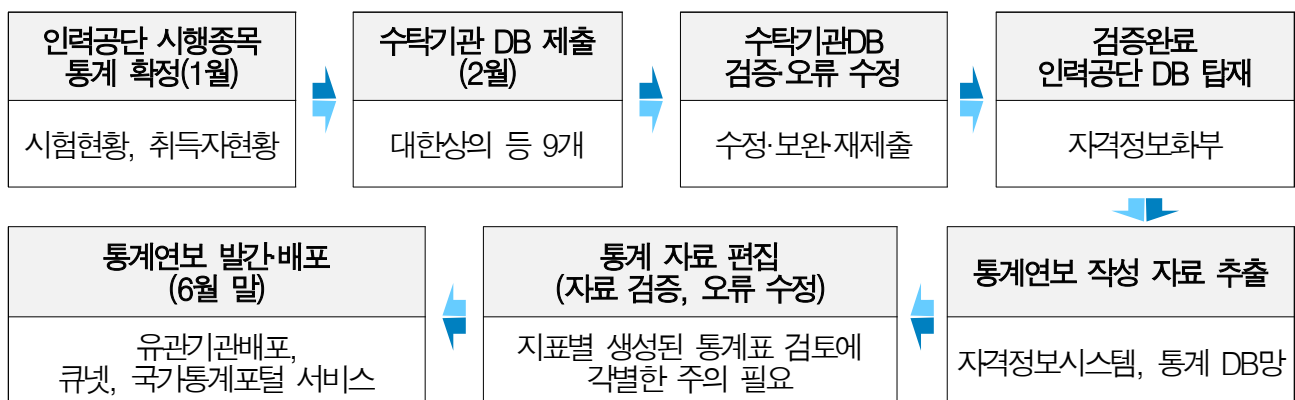 인력공단 시행종목
통계 확정(1월)
시험현황, 취득자현황
수탁기관 DB 제출
(2월)
대한상의 등 9개
수탁기관DB
검증·오류 수정
수정·보완·재제출
검증완료
인력공단 DB 탑재
자격정보화부
통계연보 작성 자료 추출
자격정보시스템, 통계 DB망
통계 자료 편집
(자료 검증, 오류 수정)
지표별 생성된 통계표 검토에
각별한 주의 필요
통계연보 발간·배포
(6월 말)
유관기관배포,
큐넷, 국가통계포털 서비스